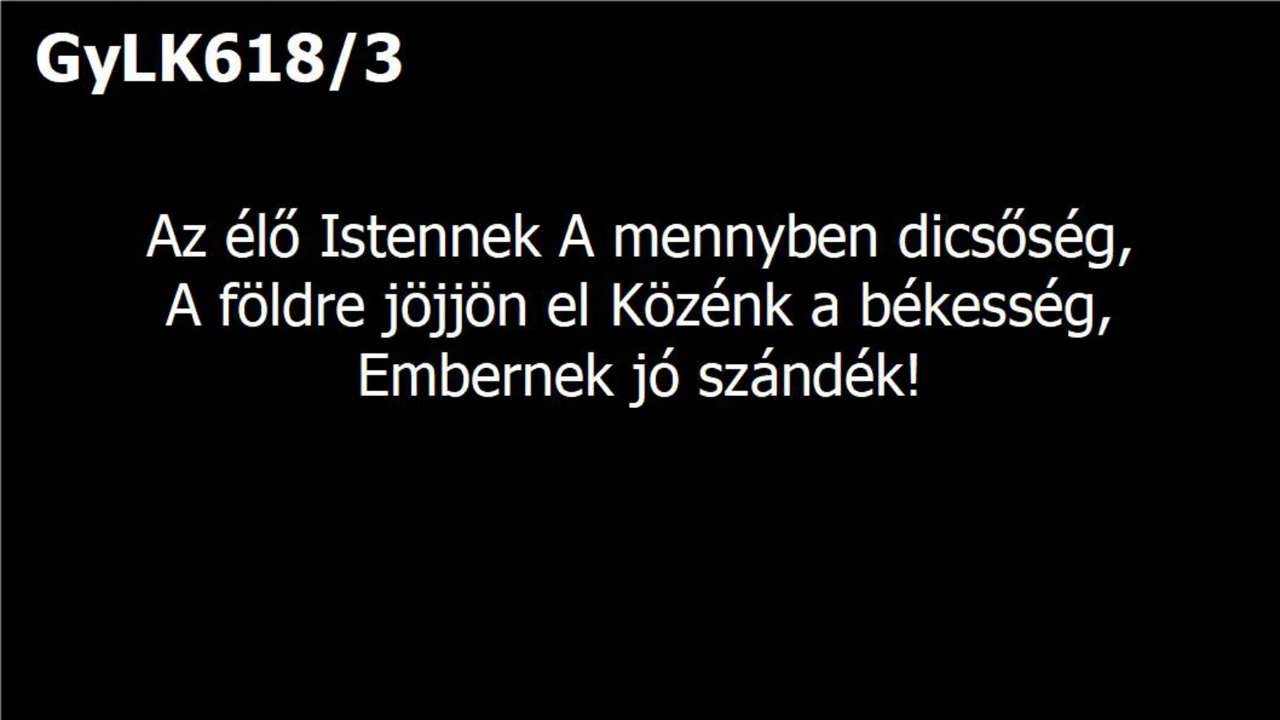 GyLK618/3
Az élő Istennek A mennyben dicsőség,
A földre jöjjön el Közénk a békesség,
Embernek jó szándék!